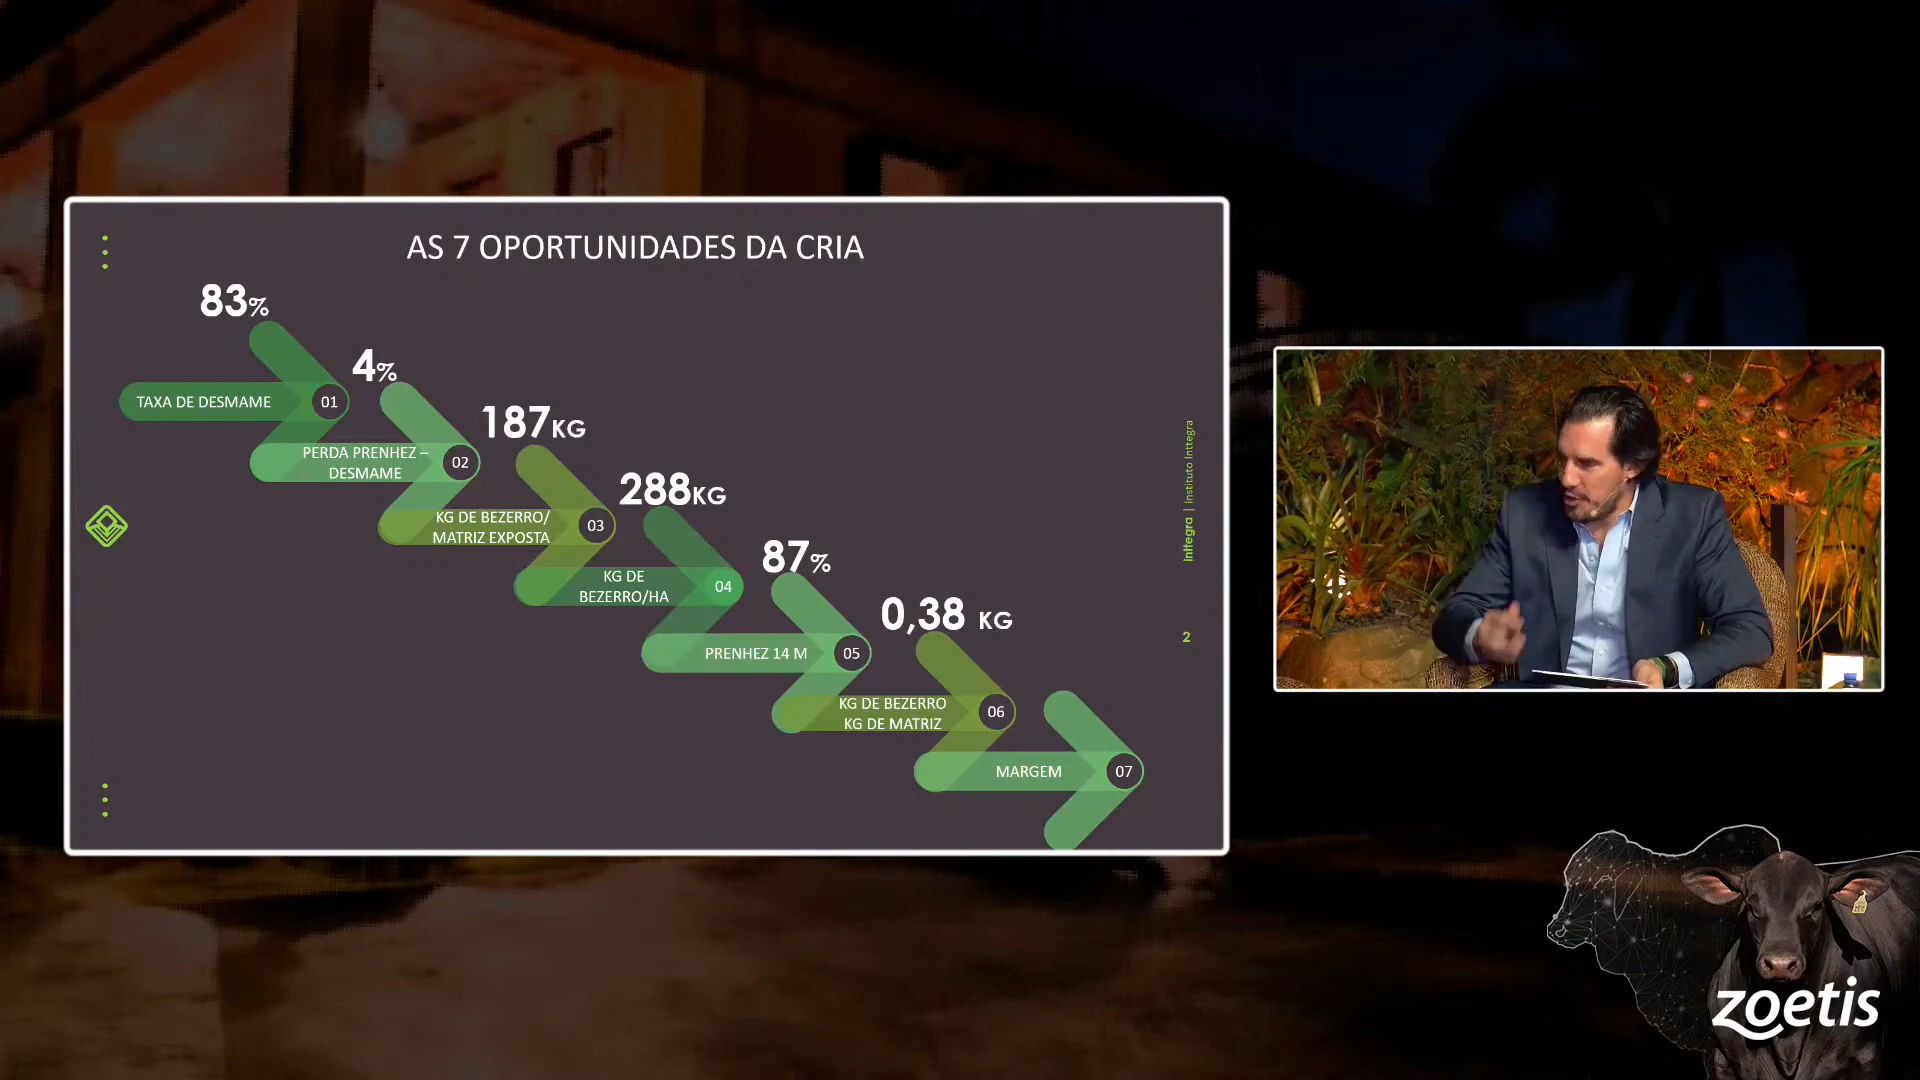 AS 7 OPORTUNIDADES DA CRIA
83%
TAXA DE DESMAME 01
4%
PERDA PRENHEZ –
DESMAME
02
187KG
KG DE BEZERRO/
MATRIZ EXPOSTA
03
288KG
KG DE
BEZERRO/HA
04
87%
PRENHEZ 14 M 05
0,38 KG
KG DE BEZERRO
KG DE MATRIZ
06
MARGEM 07
inttegra | Instituto Inttegra
2
zoetis